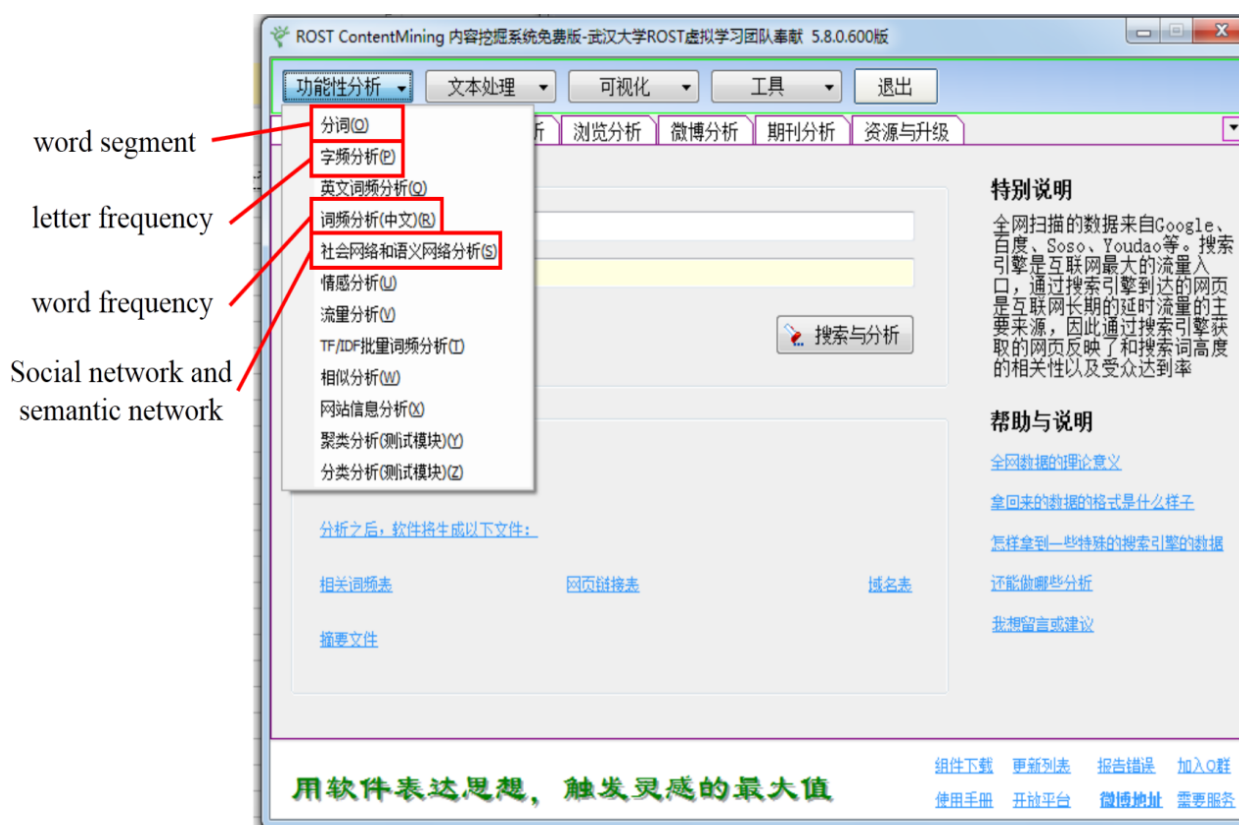 ROST ContentMining 内容挖掘系统免费版-武汉大学ROST虚拟学习团队奉献 5.8.0.600版
功能性分析 文本处理 可视化 工具 退出
析 浏览分析 微博分析 期刊分析 资源与升级
word segment
letter frequency
word frequency
Social network and
semantic network
分词(O)
字频分析(P)
英文词频分析(Q)
词频分析(中文)(R)
社会网络和语义网络分析(S)
情感分析(U)
流量分析(V)
TF/IDF批量词频分析(T)
相似分析(W)
网站信息分析(X)
聚类分析(测试模块)(Y)
分类分析(测试模块)(Z)
搜索与分析
分析之后，软件将生成以下文件：
相关词频表 网页链接表 域名表
摘要文件
特别说明
全网扫描的数据来自Google、
百度、Soso、Youdao等。搜索
引擎是互联网最大的流量入
口，通过搜索引擎到达的网页
是互联网长期的延时流量的主
要来源，因此通过搜索引擎获
取的网页反映了和搜索词高度
的相关性以及受众达到率
帮助与说明
全网数据的理论意义
拿回来的数据的格式是什么样子
怎样拿到一些特殊的搜索引擎的数据
还能做哪些分析
我想留言或建议
用软件表达思想，触发灵感的最大值
组件下载 更新列表 报告错误 加入Q群
使用手册 开放平台 微博地址 需要服务